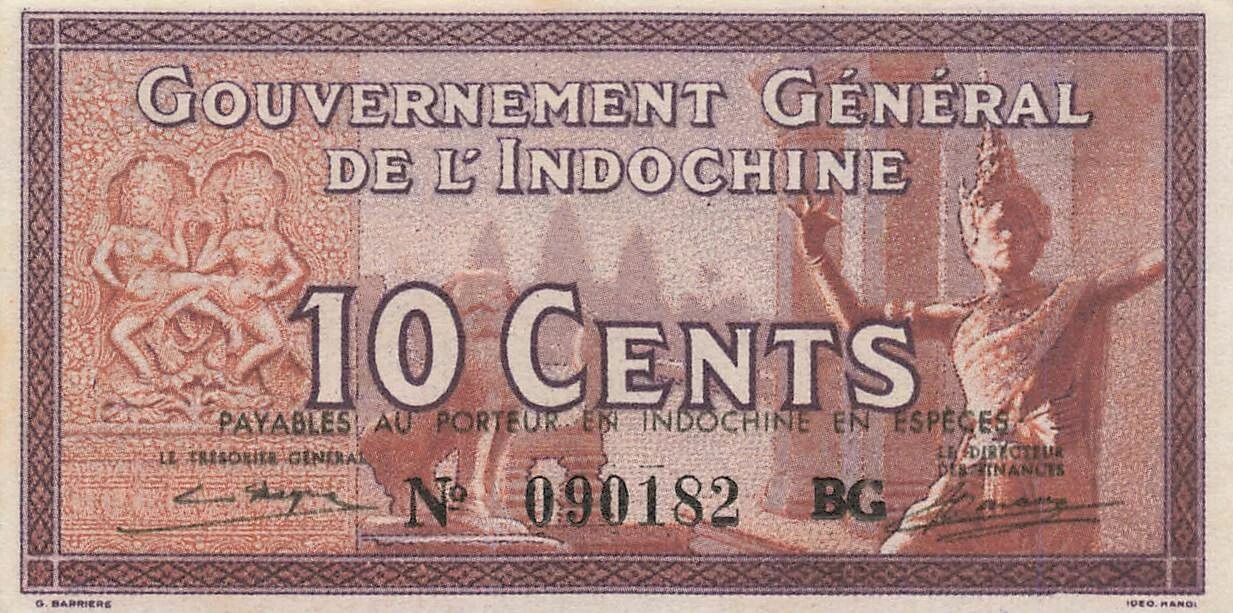 GOUVERNEMENT GÉNÉRAL
DE L'INDOCHINE
10 CENTS
PAYABLES AU PORTEUR EN INDOCHINE EN ESPÈCES
LE TRÉSORIER GÉNÉRAL
LE DIRECTEUR
DES FINANCES
Nº 090182 BG
G. BARRIÈRE
IDEO. HANOI